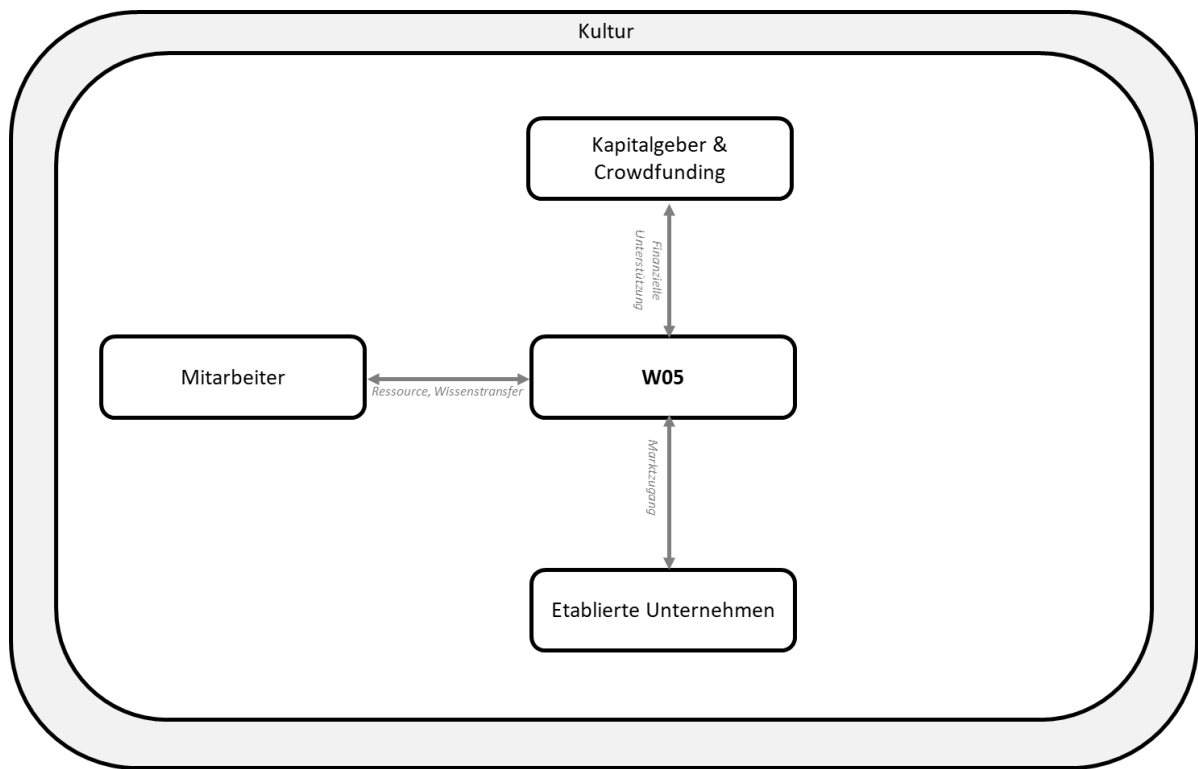 Kultur
Kapitalgeber &
Crowdfunding
Finanzielle
Unterstützung
Mitarbeiter
Ressource, Wissenstransfer
W05
Marktzugang
Etablierte Unternehmen